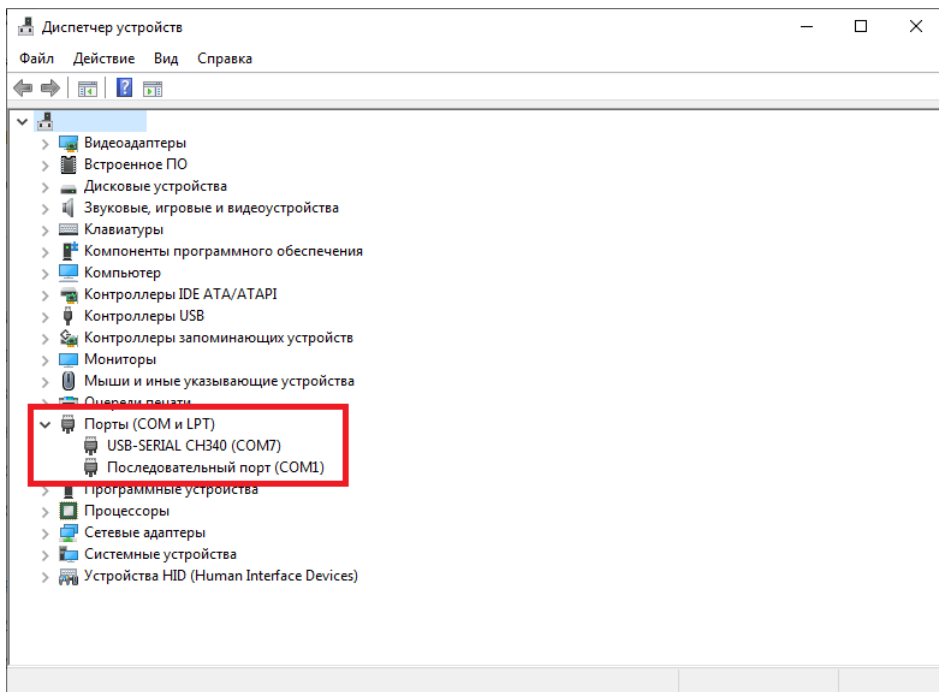 Диспетчер устройств
Файл Действие Вид Справка
Видеоадаптеры
Встроенное ПО
Дисковые устройства
Звуковые, игровые и видеоустройства
Клавиатуры
Компоненты программного обеспечения
Компьютер
Контроллеры IDE ATA/ATAPI
Контроллеры USB
Контроллеры запоминающих устройств
Мониторы
Мыши и иные указывающие устройства
Очереди печати
Порты (COM и LPT)
USB-SERIAL CH340 (COM7)
Последовательный порт (COM1)
Программные устройства
Процессоры
Сетевые адаптеры
Системные устройства
Устройства HID (Human Interface Devices)